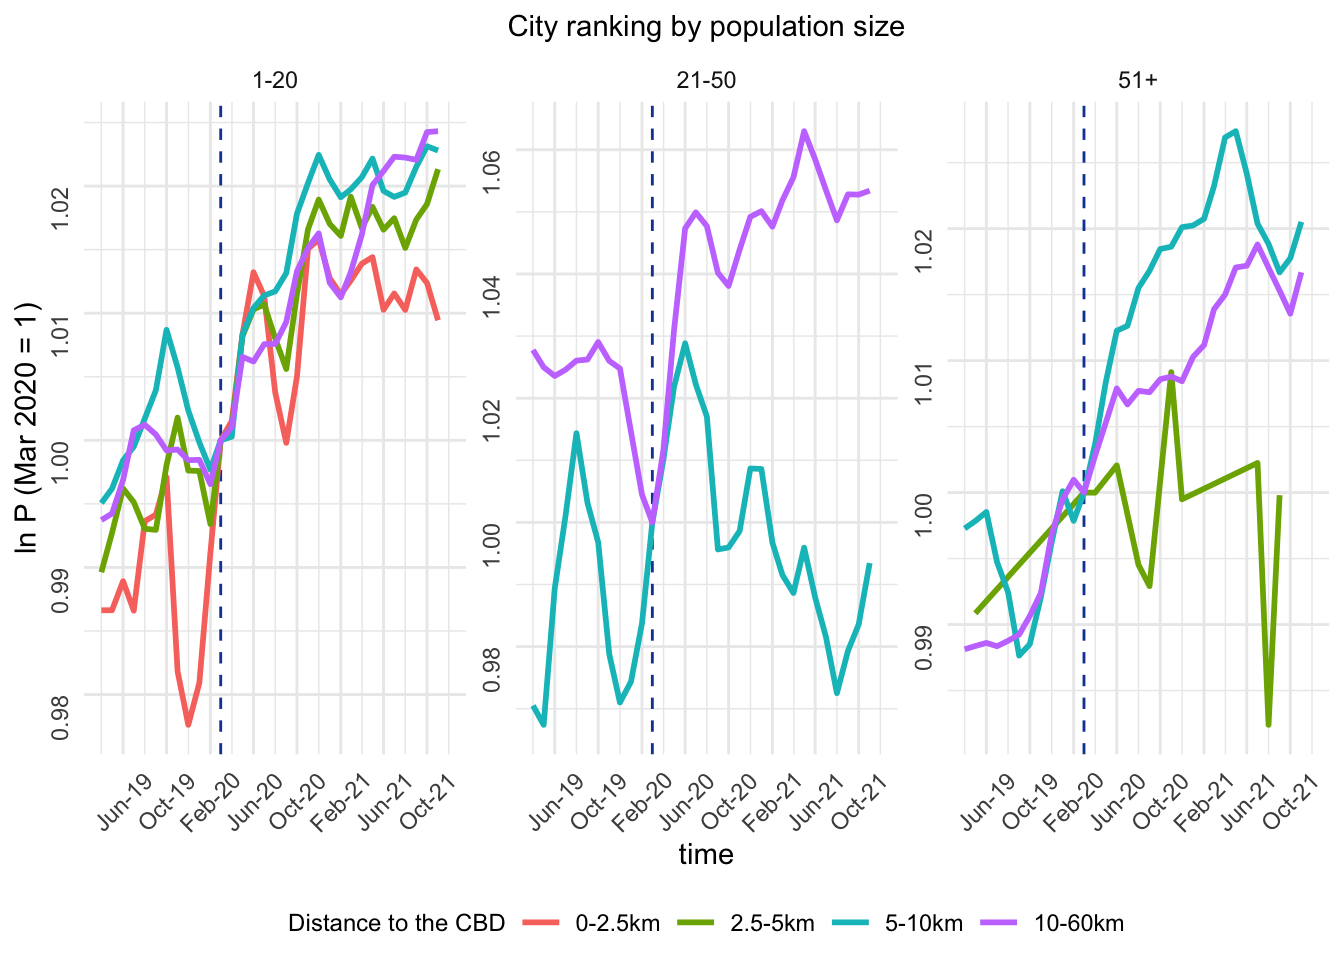 City ranking by population size
1-20
21-50
51+
ln P (Mar 2020 = 1)
1.02
1.01
1.00
0.99
0.98
1.06
1.04
1.02
1.00
0.98
1.02
1.01
1.00
0.99
Jun-19 Oct-19 Feb-20 Jun-20 Oct-20 Feb-21 Jun-21 Oct-21
Jun-19 Oct-19 Feb-20 Jun-20 Oct-20 Feb-21 Jun-21 Oct-21
Jun-19 Oct-19 Feb-20 Jun-20 Oct-20 Feb-21 Jun-21 Oct-21
time
Distance to the CBD 0-2.5km 2.5-5km 5-10km 10-60km